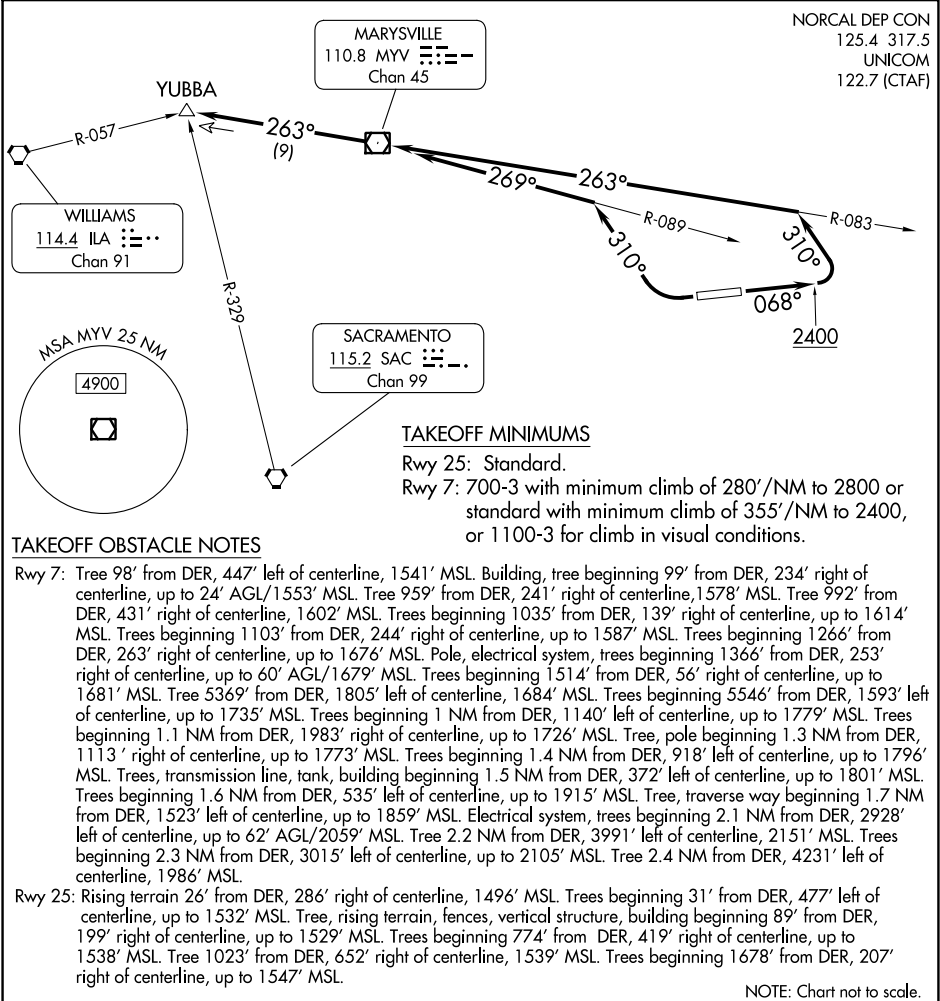 NORCAL DEP CON
125.4 317.5
UNICOM
122.7 (CTAF)
MARYSVILLE
110.8 MYV
Chan 45
YUBBA
R-057
263°
(9)
269°
263°
R-089
R-083
310°
310°
068°
2400
WILLIAMS
114.4 ILA
Chan 91
R-329
SACRAMENTO
115.2 SAC
Chan 99
MSA MYV 25 NM
4900
TAKEOFF MINIMUMS
Rwy 25: Standard.
Rwy 7: 700-3 with minimum climb of 280'/NM to 2800 or
standard with minimum climb of 355'/NM to 2400,
or 1100-3 for climb in visual conditions.
TAKEOFF OBSTACLE NOTES
Rwy 7: Tree 98' from DER, 447' left of centerline, 1541' MSL. Building, tree beginning 99' from DER, 234' right of
centerline, up to 24' AGL/1553' MSL. Tree 959' from DER, 241' right of centerline,1578' MSL. Tree 992' from
DER, 431' right of centerline, 1602' MSL. Trees beginning 1035' from DER, 139' right of centerline, up to 1614'
MSL. Trees beginning 1103' from DER, 244' right of centerline, up to 1587' MSL. Trees beginning 1266' from
DER, 263' right of centerline, up to 1676' MSL. Pole, electrical system, trees beginning 1366' from DER, 253'
right of centerline, up to 60' AGL/1679' MSL. Trees beginning 1514' from DER, 56' right of centerline, up to
1681' MSL. Tree 5369' from DER, 1805' left of centerline, 1684' MSL. Trees beginning 5546' from DER, 1593' left
of centerline, up to 1735' MSL. Trees beginning 1 NM from DER, 1140' left of centerline, up to 1779' MSL. Trees
beginning 1.1 NM from DER, 1983' right of centerline, up to 1726' MSL. Tree, pole beginning 1.3 NM from DER,
1113 ' right of centerline, up to 1773' MSL. Trees beginning 1.4 NM from DER, 918' left of centerline, up to 1796'
MSL. Trees, transmission line, tank, building beginning 1.5 NM from DER, 372' left of centerline, up to 1801' MSL.
Trees beginning 1.6 NM from DER, 535' left of centerline, up to 1915' MSL. Tree, traverse way beginning 1.7 NM
from DER, 1523' left of centerline, up to 1859' MSL. Electrical system, trees beginning 2.1 NM from DER, 2928'
left of centerline, up to 62' AGL/2059' MSL. Tree 2.2 NM from DER, 3991' left of centerline, 2151' MSL. Trees
beginning 2.3 NM from DER, 3015' left of centerline, up to 2105' MSL. Tree 2.4 NM from DER, 4231' left of
centerline, 1986' MSL.
Rwy 25: Rising terrain 26' from DER, 286' right of centerline, 1496' MSL. Trees beginning 31' from DER, 477' left of
centerline, up to 1532' MSL. Tree, rising terrain, fences, vertical structure, building beginning 89' from DER,
199' right of centerline, up to 1529' MSL. Trees beginning 774' from DER, 419' right of centerline, up to
1538' MSL. Tree 1023' from DER, 652' right of centerline, 1539' MSL. Trees beginning 1678' from DER, 207'
right of centerline, up to 1547' MSL.
NOTE: Chart not to scale.